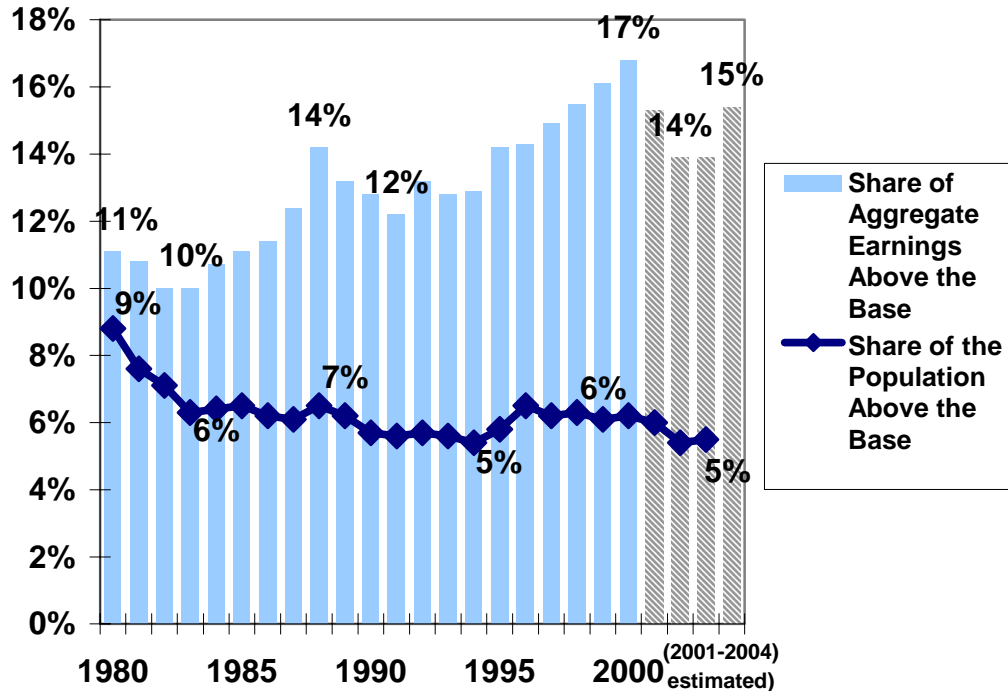 18%
16%
14%
12%
10%
8%
6%
4%
2%
0%
17%
15%
14%
14%
12%
11%
10%
9%
7%
6%
6%
5%
5%
1980 1985 1990 1995 2000 (2001-2004)
estimated)
Share of
Aggregate
Earnings
Above the
Base
Share of the
Population
Above the
Base